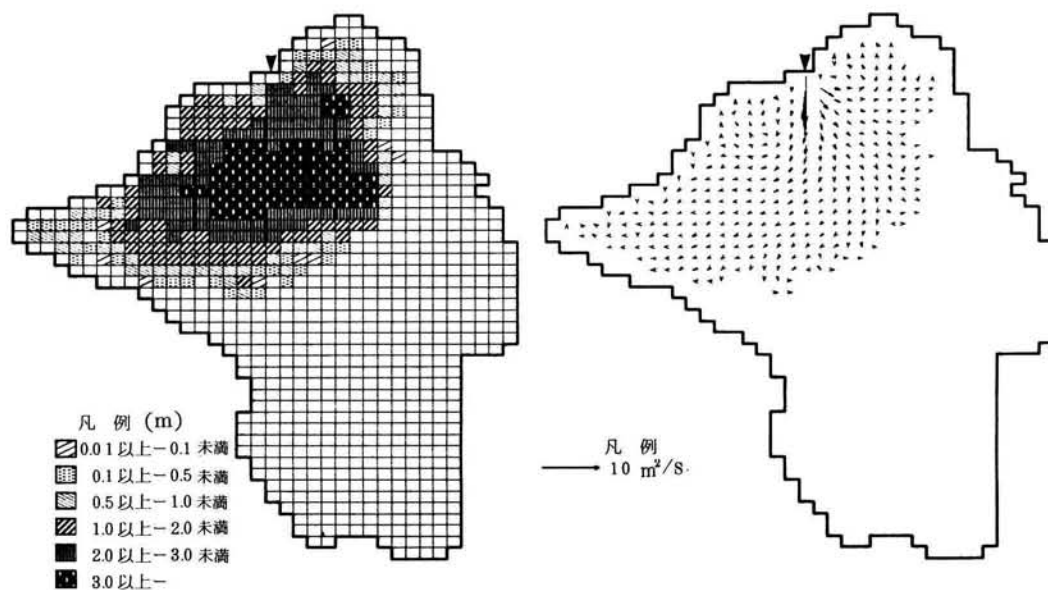 凡 例 (m)
0.01以上－0.1 未満
0.1以上－0.5 未満
0.5以上－1.0 未満
1.0以上－2.0 未満
2.0以上－3.0 未満
3.0以上－
凡 例
10 m²/S.